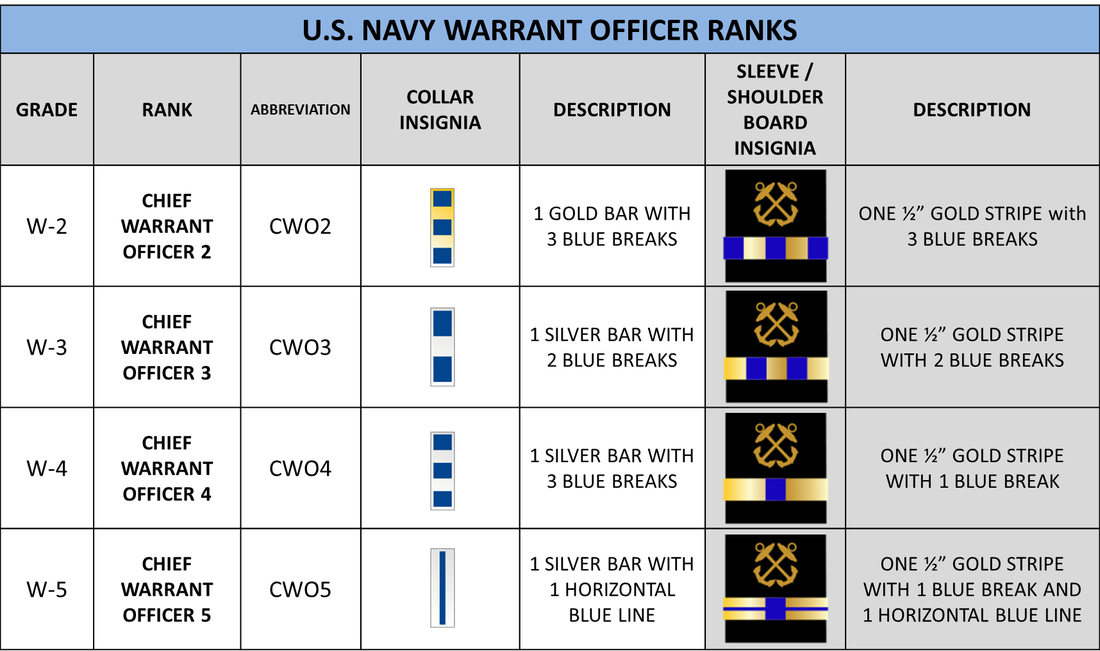 U.S. NAVY WARRANT OFFICER RANKS
GRADE
RANK
ABBREVIATION
COLLAR
INSIGNIA
DESCRIPTION
SLEEVE /
SHOULDER
BOARD
INSIGNIA
DESCRIPTION
W-2
CHIEF
WARRANT
OFFICER 2
CWO2
1 GOLD BAR WITH
3 BLUE BREAKS
ONE ½” GOLD STRIPE with
3 BLUE BREAKS
W-3
CHIEF
WARRANT
OFFICER 3
CWO3
1 SILVER BAR WITH
2 BLUE BREAKS
ONE ½” GOLD STRIPE
WITH 2 BLUE BREAKS
W-4
CHIEF
WARRANT
OFFICER 4
CWO4
1 SILVER BAR WITH
3 BLUE BREAKS
ONE ½” GOLD STRIPE
WITH 1 BLUE BREAK
W-5
CHIEF
WARRANT
OFFICER 5
CWO5
1 SILVER BAR WITH
1 HORIZONTAL
BLUE LINE
ONE ½” GOLD STRIPE
WITH 1 BLUE BREAK AND
1 HORIZONTAL BLUE LINE